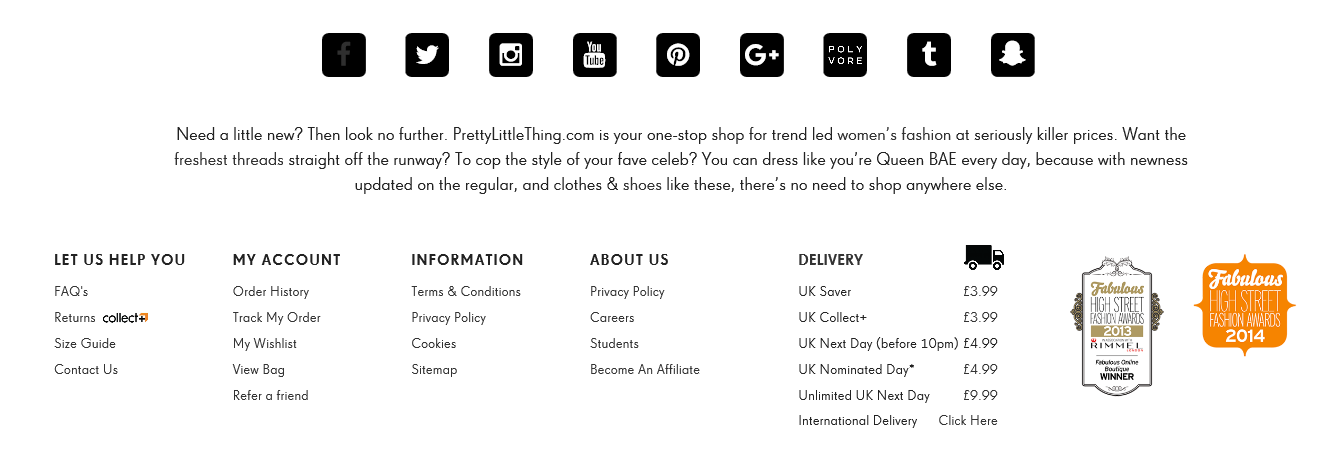 f
You
Tube
G+
POLY
VORE
t
Need a little new? Then look no further. PrettyLittleThing.com is your one-stop shop for trend led women's fashion at seriously killer prices. Want the
freshest threads straight off the runway? To cop the style of your fave celeb? You can dress like you're Queen BAE every day, because with newness
updated on the regular, and clothes & shoes like these, there's no need to shop anywhere else.
LET US HELP YOU
FAQ's
Returns collect+
Size Guide
Contact Us
MY ACCOUNT
Order History
Track My Order
My Wishlist
View Bag
Refer a friend
INFORMATION
Terms & Conditions
Privacy Policy
Cookies
Sitemap
ABOUT US
Privacy Policy
Careers
Students
Become An Affiliate
DELIVERY
UK Saver £3.99
UK Collect+ £3.99
UK Next Day (before 10pm) £4.99
UK Nominated Day* £4.99
Unlimited UK Next Day £9.99
International Delivery Click Here
Fabulous
HIGH STREET
FASHION AWARDS
2013
RIMMEL
LONDON
Fabulous Online
Boutique
WINNER
Fabulous
HIGH STREET
FASHION AWARDS
2014